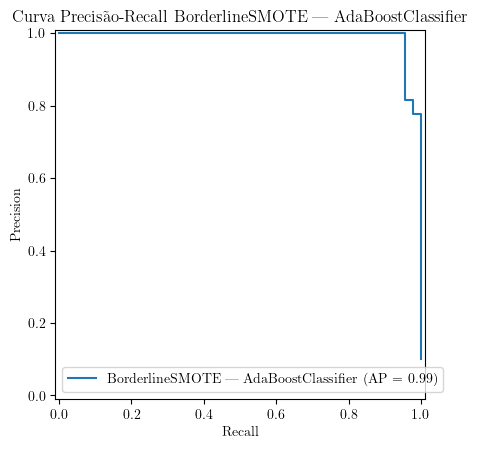 Curva Precisão-Recall BorderlineSMOTE — AdaBoostClassifier
1.0
0.8
0.6
0.4
0.2
0.0
Precision
BorderlineSMOTE — AdaBoostClassifier (AP = 0.99)
0.0 0.2 0.4 0.6 0.8 1.0
Recall